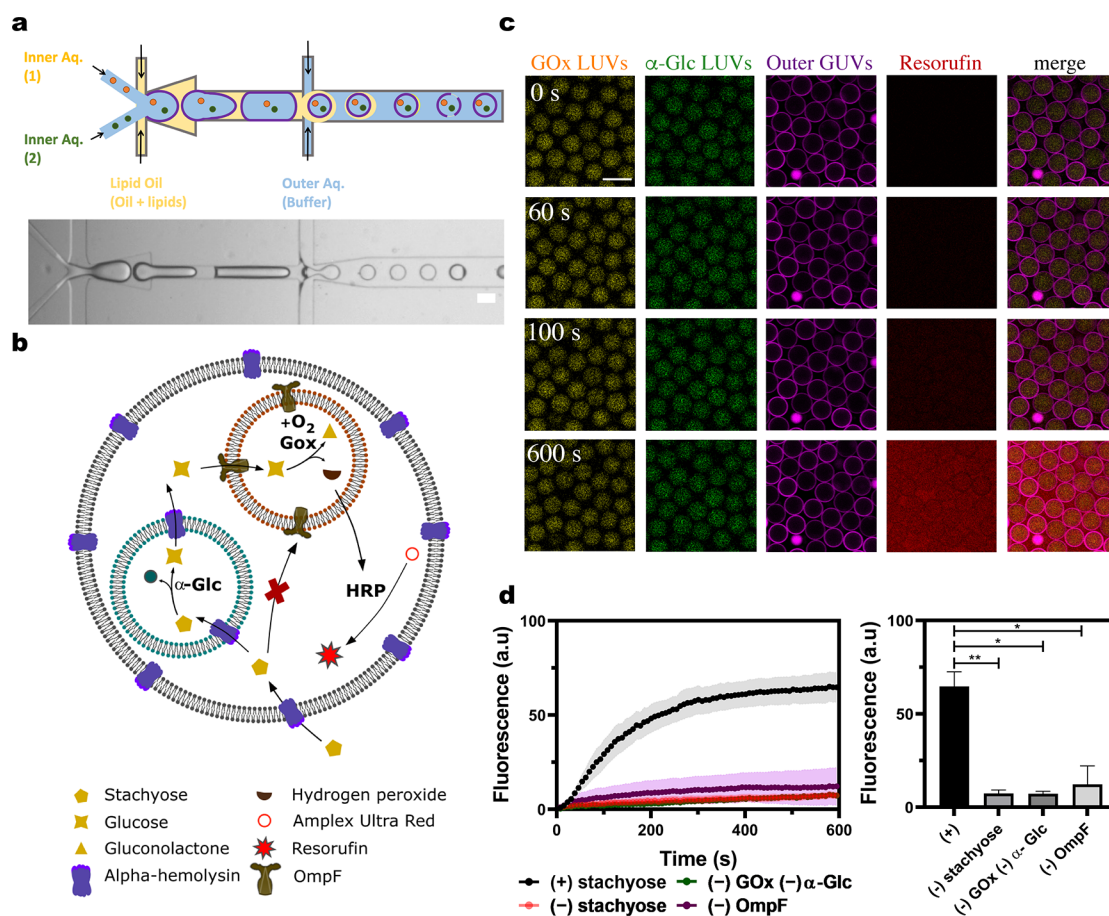 a
Inner Aq.
(1)
Inner Aq.
(2)
Lipid Oil
(Oil + lipids)
Outer Aq.
(Buffer)
b
+O2
Gox
α-Glc
HRP
Stachyose
Glucose
Gluconolactone
Alpha-hemolysin
Hydrogen peroxide
Amplex Ultra Red
Resorufin
OmpF
c
GOx LUVs
α-Glc LUVs
Outer GUVs
Resorufin
merge
0 s
60 s
100 s
600 s
d
Fluorescence (a.u)
100
50
0
0
200
400
600
Time (s)
(+) stachyose
(−) stachyose
(−) GOx (−)α-Glc
(−) OmpF
Fluorescence (a.u)
100
50
0
*
*
**
(+)
(-) stachyose
(-) GOx (-) α- Glc
(-) OmpF